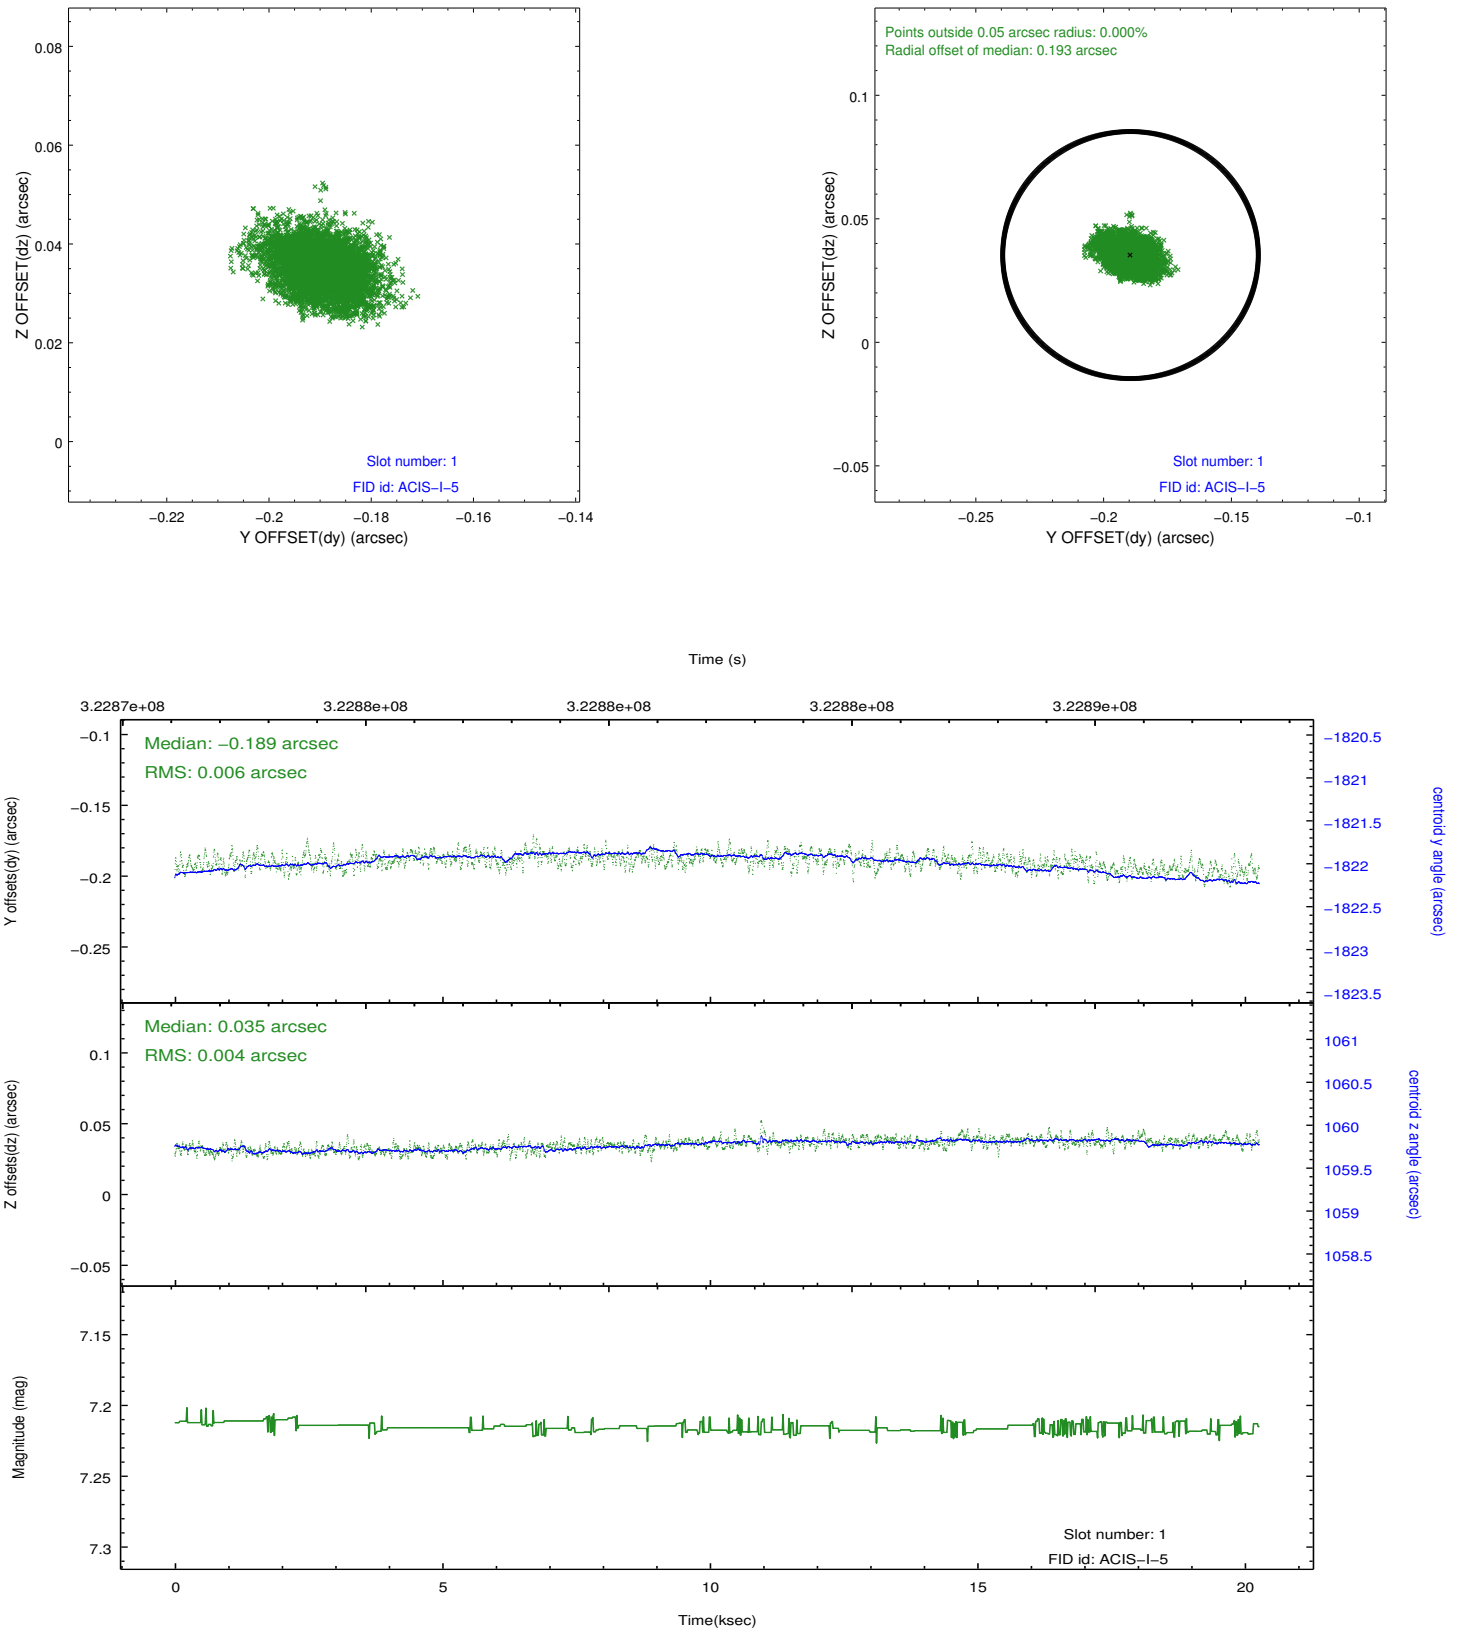 0.08
0.06
0.04
0.02
0
Z OFFSET(dz) (arcsec)
Slot number: 1
FID id: ACIS−I−5
−0.22 −0.2 −0.18 −0.16 −0.14
Y OFFSET(dy) (arcsec)
Points outside 0.05 arcsec radius: 0.000%
Radial offset of median: 0.193 arcsec
0.1
0.05
0
−0.05
Z OFFSET(dz) (arcsec)
Slot number: 1
FID id: ACIS−I−5
−0.25 −0.2 −0.15 −0.1
Y OFFSET(dy) (arcsec)
Time (s)
3.2287e+08 3.2288e+08 3.2288e+08 3.2288e+08 3.2289e+08
Median: −0.189 arcsec
RMS: 0.006 arcsec
−0.1
−0.15
−0.2
−0.25
Y offsets(dy) (arcsec)
−1820.5
−1821
−1821.5
−1822
−1822.5
−1823
−1823.5
centroid y angle (arcsec)
Median: 0.035 arcsec
RMS: 0.004 arcsec
0.1
0.05
0
−0.05
Z offsets(dz) (arcsec)
1061
1060.5
1060
1059.5
1059
1058.5
centroid z angle (arcsec)
7.15
7.2
7.25
7.3
Magnitude (mag)
Slot number: 1
FID id: ACIS−I−5
0 5 10 15 20
Time(ksec)